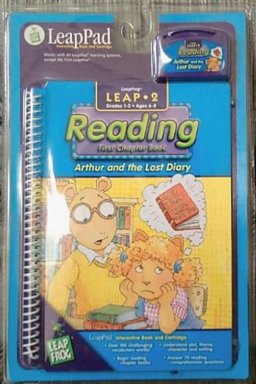 LeapPad
Interactive Book and Cartridge
Works with all LeapPad learning systems,
except My First LeapPad
Reading
Arthur and the
Lost Diary
LeapFrog
LEAP • 2
Grades 1-3 • Ages 6-8
Reading
First Chapter Book
Arthur and the Lost Diary
LEAP
FROG
LeapPad Interactive Book and Cartridge
• Over 100 challenging
vocabulary words
• Begin reading
chapter books
• Understand plot, theme,
character and setting
• Answer 78 reading
comprehension questions